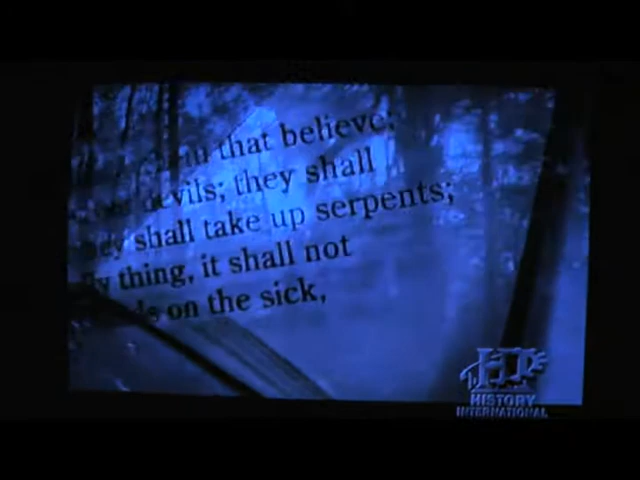 that believe;
devils; they shall
shall take up serpents;
thing, it shall not
on the sick,
HISTORY
INTERNATIONAL